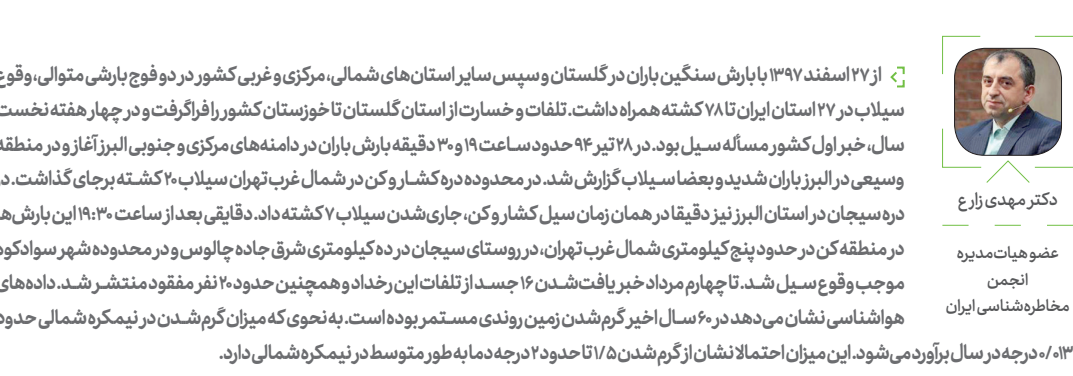 از ۲۷ اسفند ۱۳۹۷ با بارش سنگین باران در گلستان و سپس سایر استان‌های شمالی، مرکزی و غربی کشور در دو فوج بارشی متوالی، وقوع
سیلاب در ۲۷ استان ایران تا ۷۸ کشته همراه داشت. تلفات و خسارت از استان گلستان تا خوزستان کشور را فراگرفت و در چهار هفته نخست
سال، خبر اول کشور مسأله سیل بود. در ۲۸ تیر ۹۴ حدود ساعت ۱۹ و ۳۰ دقیقه بارش باران در دامنه‌های مرکزی و جنوبی البرز آغاز و در منطقه
وسیعی در البرز باران شدید و بعضا سیلاب گزارش شد. در محدوده دره کشار و کن در شمال غرب تهران سیلاب ۲۰ کشته برجای گذاشت. در
دره سیجان در استان البرز نیز دقیقا در همان زمان سیل کشار و کن، جاری شدن سیلاب ۷ کشته داد. دقایقی بعد از ساعت ۱۹:۳۰ این بارش‌ها
در منطقه کن در حدود پنج کیلومتری شمال غرب تهران، در روستای سیجان در ده کیلومتری شرق جاده چالوس و در محدوده شهر سوادکوه
موجب وقوع سیل شد. تا چهارم مرداد خبر یافت شدن ۱۶ جسد از تلفات این رخداد و همچنین حدود ۲۰ نفر مفقود منتشر شد. داده‌های
هواشناسی نشان می‌دهد در ۶۰ سال اخیر گرم شدن زمین روندی مستمر بوده است. به نحوی که میزان گرم شدن در نیمکره شمالی حدود
۰/۰۱۳ درجه در سال برآورد می‌شود. این میزان احتمالا نشان از گرم شدن ۱/۵ تا حدود ۲ درجه دما به طور متوسط در نیمکره شمالی دارد.
دکتر مهدی زارع
عضو هیات‌مدیره
انجمن
مخاطره‌شناسی ایران